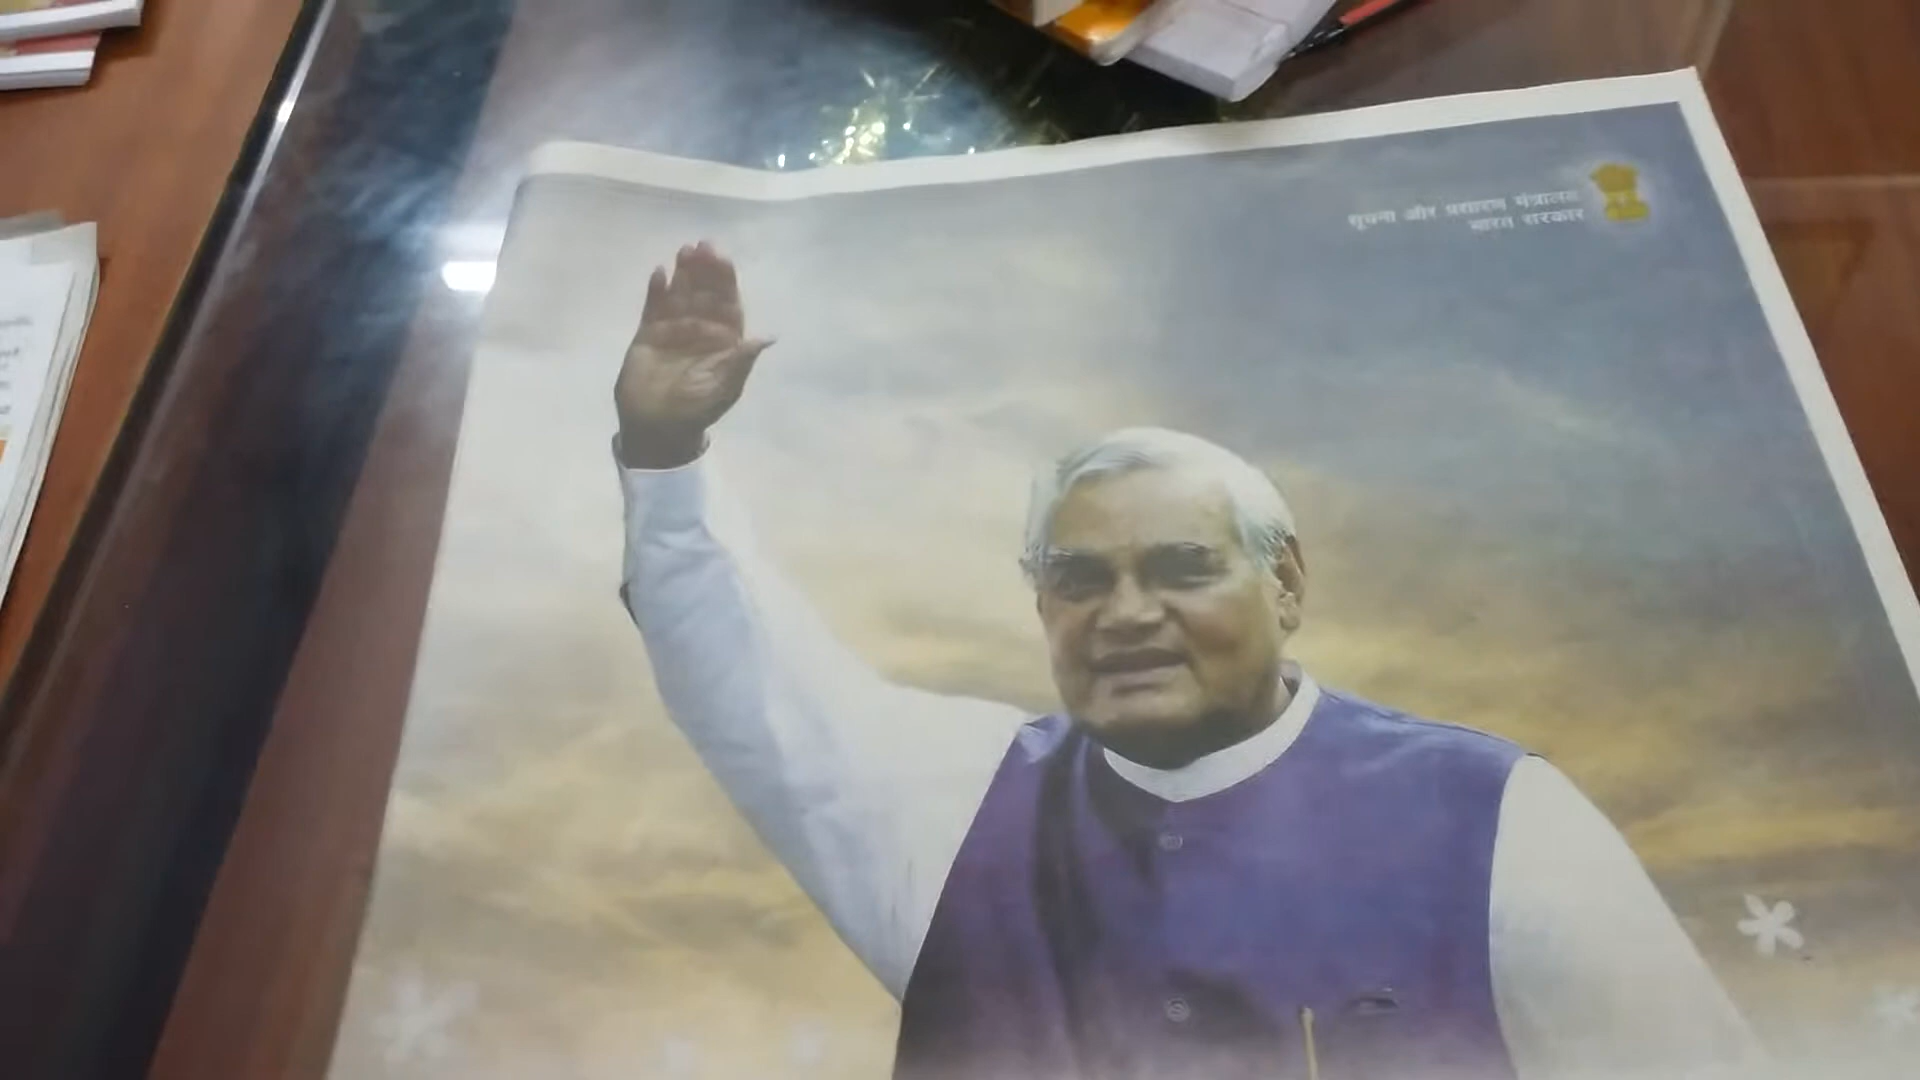 सूचना और प्रसारण मंत्रालय
भारत सरकार